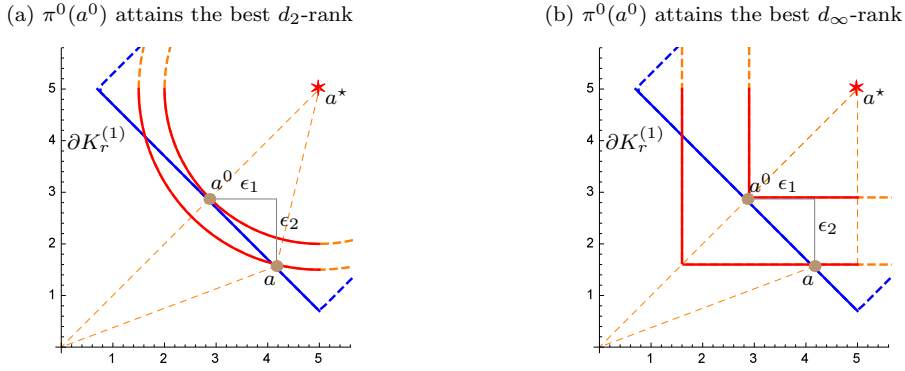 (a) π⁰(a⁰) attains the best d₂-rank
5
4
3
2
1
1
2
3
4
5
a⋆
∂K_r^{(1)}
a⁰
ϵ₁
ϵ₂
a
(b) π⁰(a⁰) attains the best d_∞-rank
5
4
3
2
1
1
2
3
4
5
a⋆
∂K_r^{(1)}
a⁰
ϵ₁
ϵ₂
a